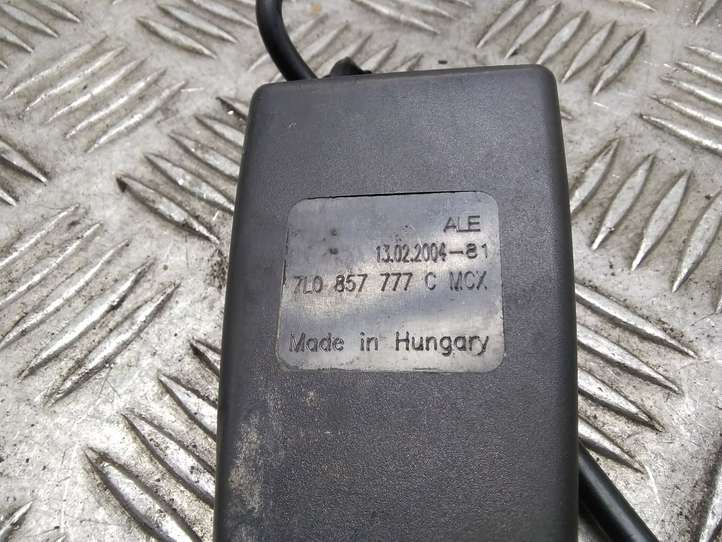 ALE
13.02.2004-81
7L0 857 777 C MCX
Made in Hungary